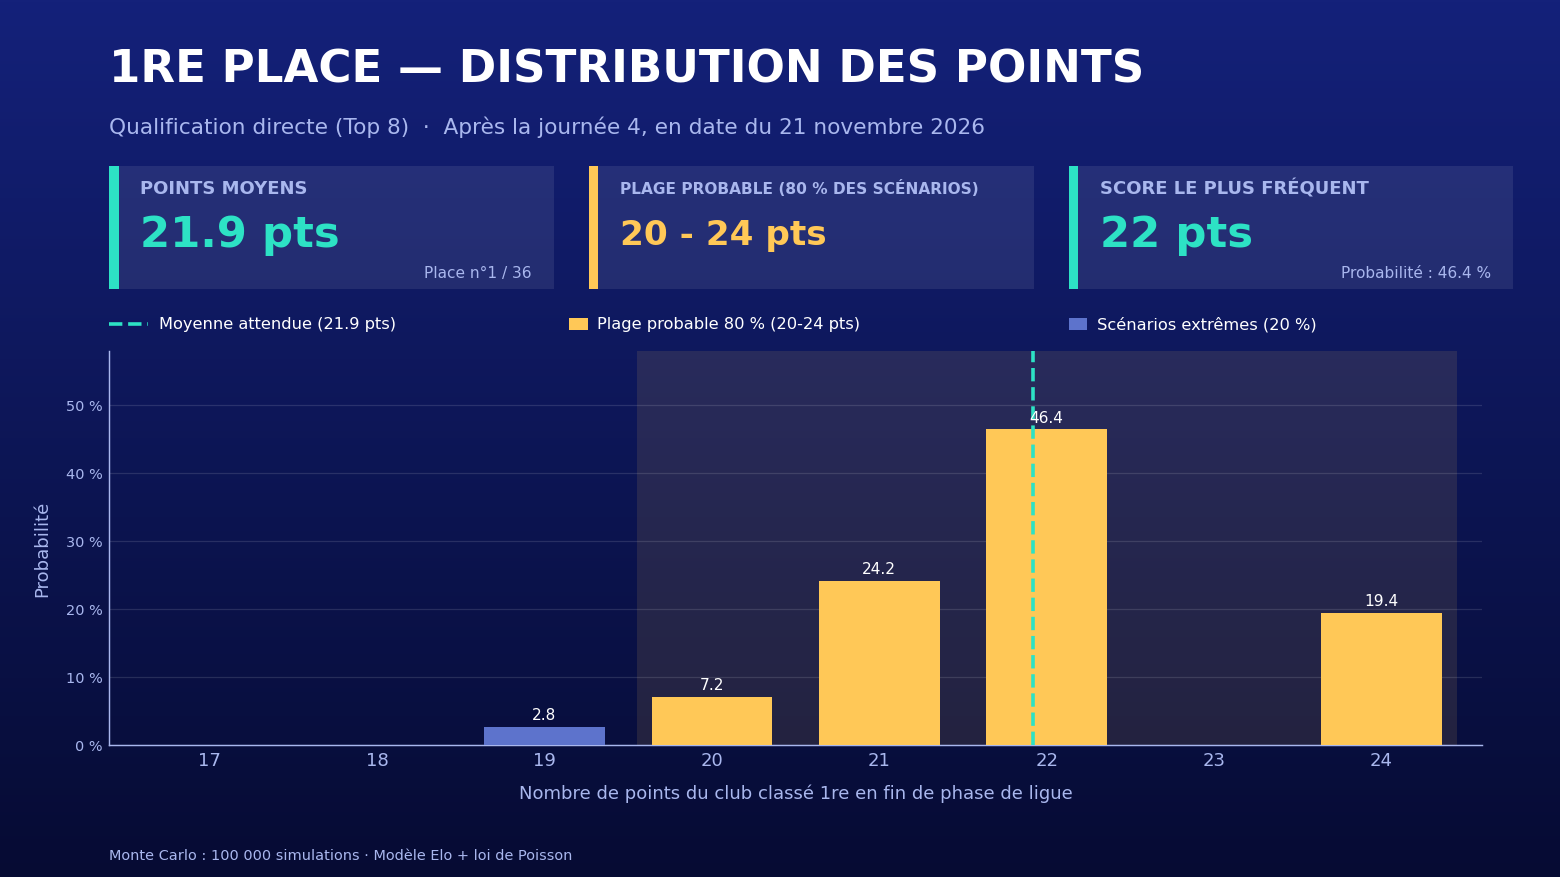 1RE PLACE — DISTRIBUTION DES POINTS
Qualification directe (Top 8)  ·  Après la journée 4, en date du 21 novembre 2026
POINTS MOYENS
21.9 pts
Place n°1 / 36
PLAGE PROBABLE (80 % DES SCÉNARIOS)
20 - 24 pts
SCORE LE PLUS FRÉQUENT
22 pts
Probabilité : 46.4 %
Moyenne attendue (21.9 pts)
Plage probable 80 % (20-24 pts)
Scénarios extrêmes (20 %)
Probabilité
50 %
40 %
30 %
20 %
10 %
0 %
2.8
7.2
24.2
46.4
19.4
17 18 19 20 21 22 23 24
Nombre de points du club classé 1re en fin de phase de ligue
Monte Carlo : 100 000 simulations · Modèle Elo + loi de Poisson